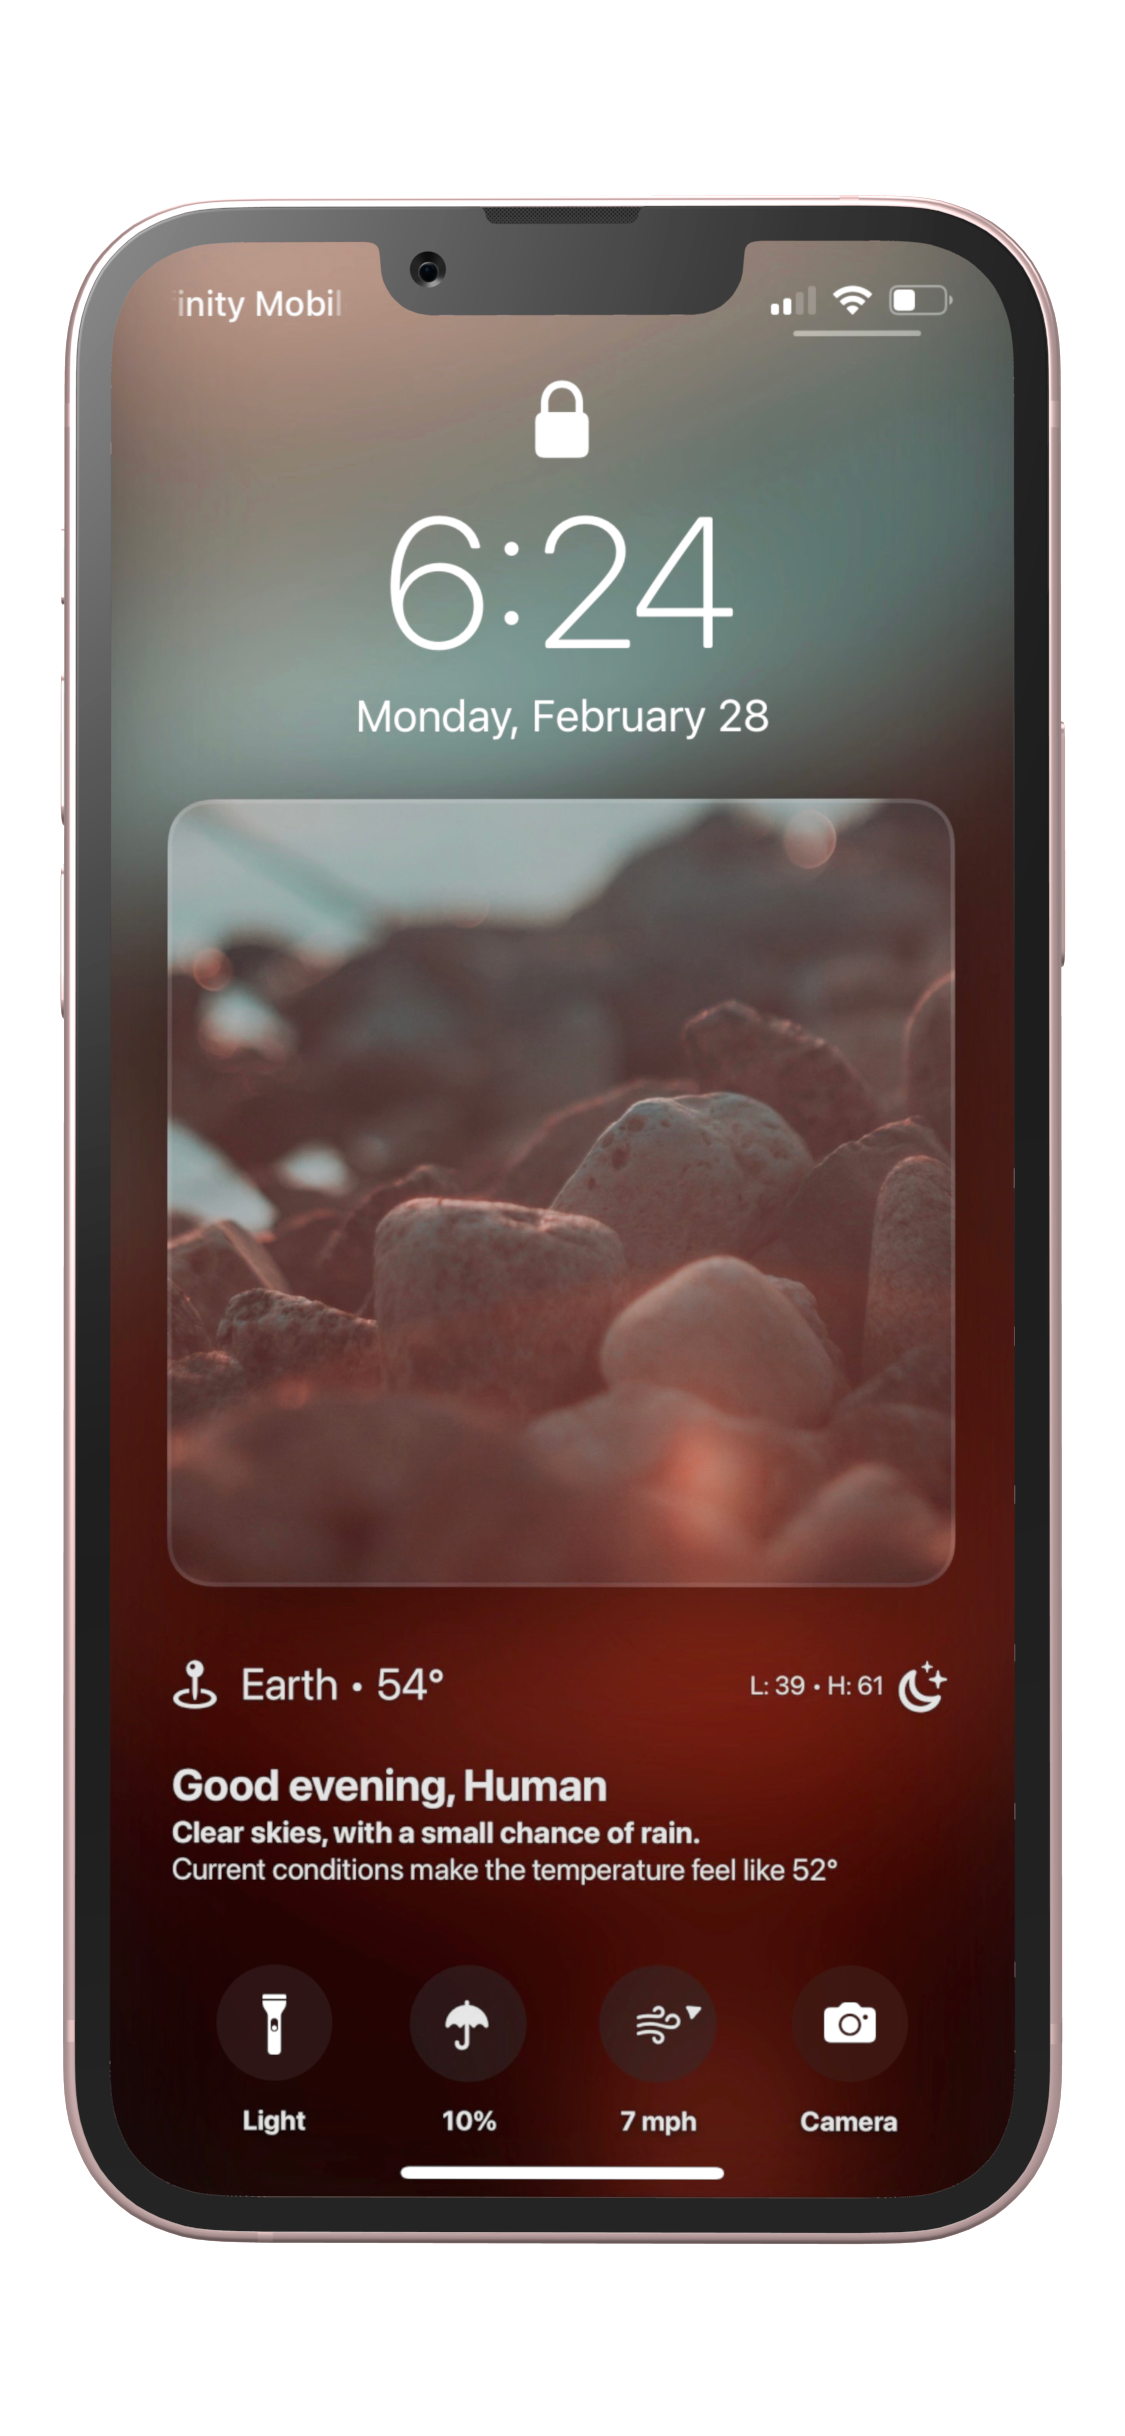 inity Mobil
6:24
Monday, February 28
Earth • 54°
L: 39 • H: 61
Good evening, Human
Clear skies, with a small chance of rain.
Current conditions make the temperature feel like 52°
Light
10%
7 mph
Camera